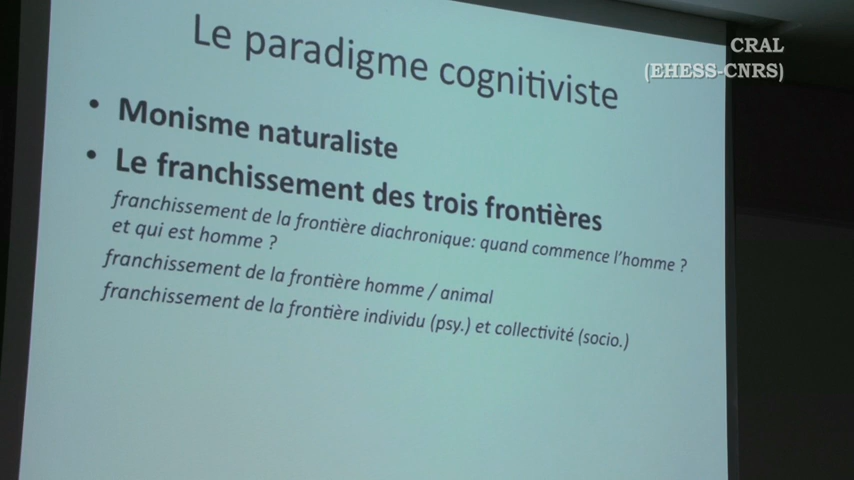 Le paradigme cognitiviste
CRAL
(EHESS-CNRS)
• Monisme naturaliste
• Le franchissement des trois frontières
franchissement de la frontière diachronique: quand commence l'homme ?
et qui est homme ?
franchissement de la frontière homme / animal
franchissement de la frontière individu (psy.) et collectivité (socio.)